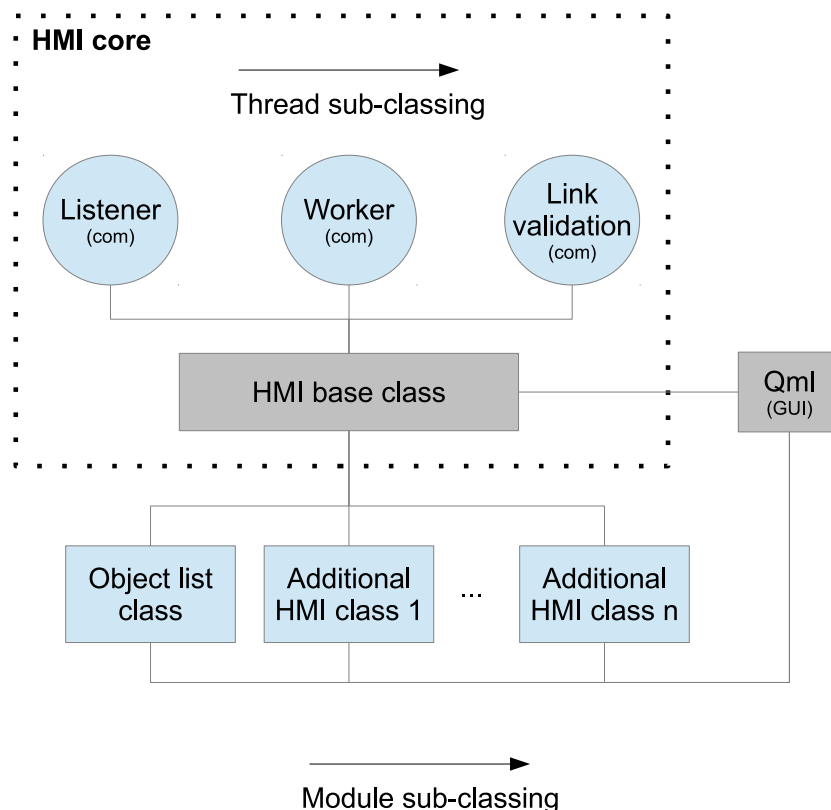 HMI core
Thread sub-classing
Listener
(com)
Worker
(com)
Link
validation
(com)
HMI base class
Qml
(GUI)
Object list
class
Additional
HMI class 1
...
Additional
HMI class n
Module sub-classing